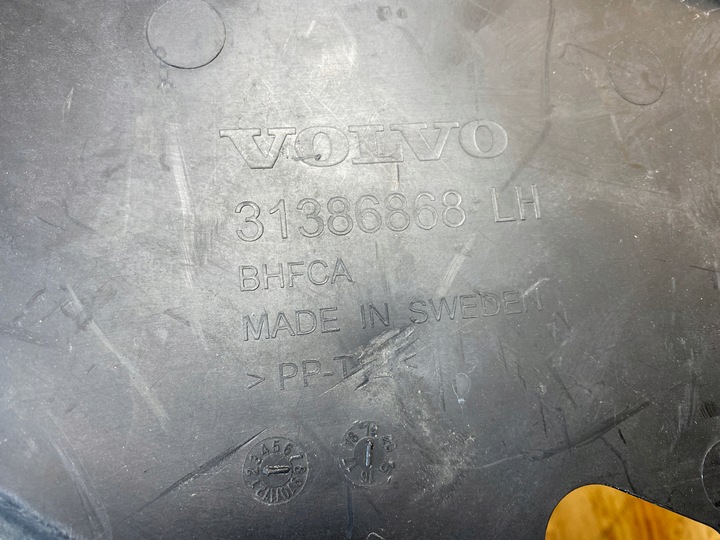 VOLVO
31386868 LH
BHFCA
MADE IN SWEDEN